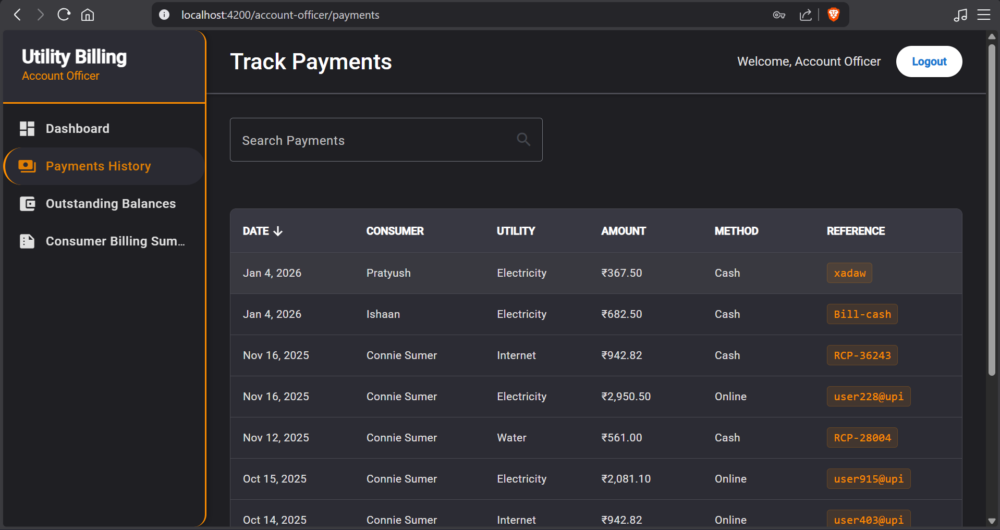 localhost:4200/account-officer/payments
Utility Billing
Account Officer
Dashboard
Payments History
Outstanding Balances
Consumer Billing Sum...
Track Payments
Welcome, Account Officer
Logout
Search Payments
DATE CONSUMER UTILITY AMOUNT METHOD REFERENCE
Jan 4, 2026 Pratyush Electricity ₹367.50 Cash xadaw
Jan 4, 2026 Ishaan Electricity ₹682.50 Cash Bill-cash
Nov 16, 2025 Connie Sumer Internet ₹942.82 Cash RCP-36243
Nov 16, 2025 Connie Sumer Electricity ₹2,950.50 Online user228@upi
Nov 12, 2025 Connie Sumer Water ₹561.00 Cash RCP-28004
Oct 15, 2025 Connie Sumer Electricity ₹2,081.10 Online user915@upi
Oct 14, 2025 Connie Sumer Internet ₹942.82 Online user403@upi